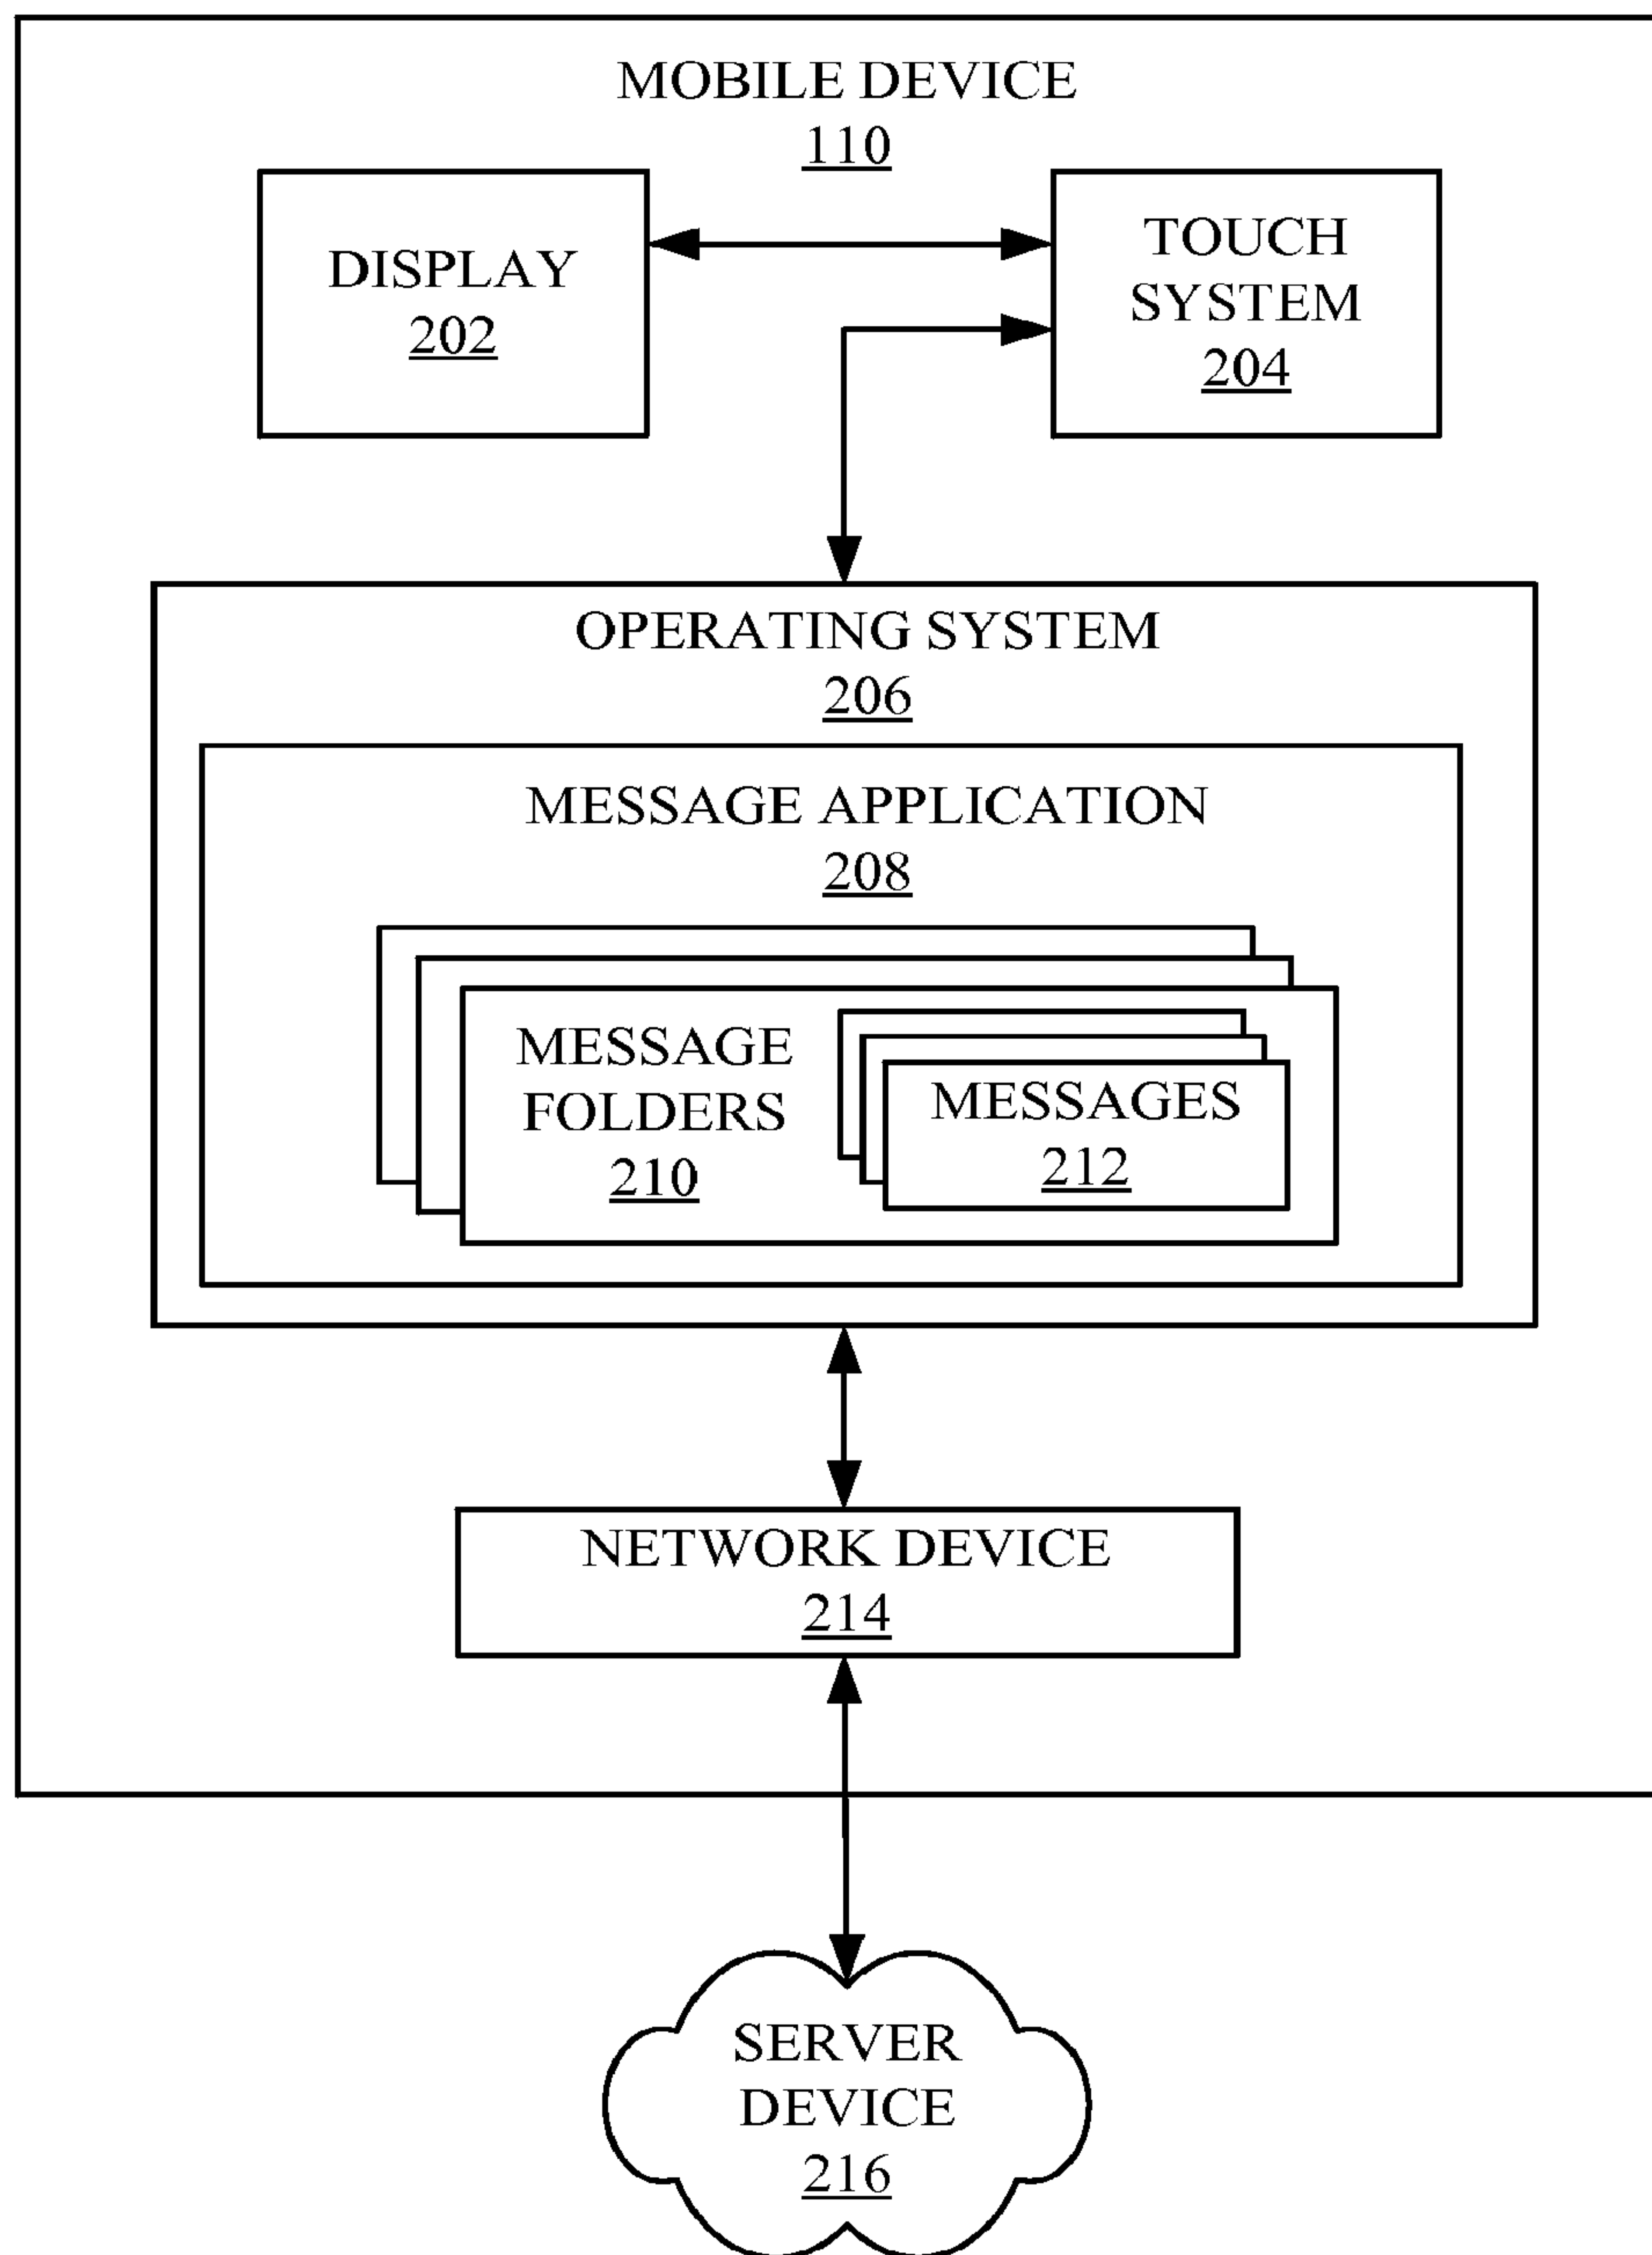 MOBILE DEVICE
110
DISPLAY
202
TOUCH
SYSTEM
204
OPERATING SYSTEM
206
MESSAGE APPLICATION
208
MESSAGE
FOLDERS
210
MESSAGES
212
NETWORK DEVICE
214
SERVER
DEVICE
216